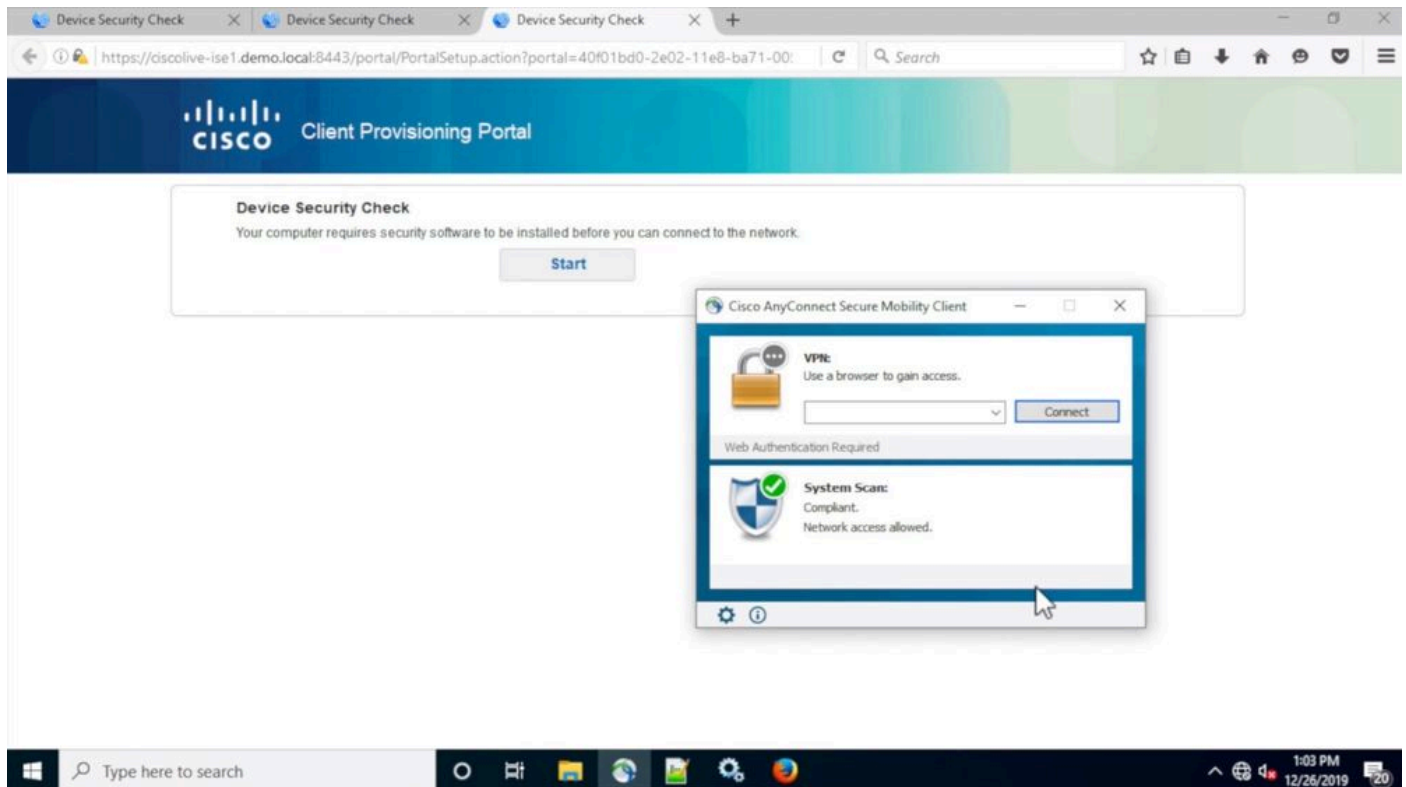 Device Security Check
Device Security Check
Device Security Check
https://ciscolive-ise1.demo.local:8443/portal/PortalSetup.action?portal=40f01bd0-2e02-11e8-ba71-00:
Search
CISCO
Client Provisioning Portal
Device Security Check
Your computer requires security software to be installed before you can connect to the network.
Start
Cisco AnyConnect Secure Mobility Client
VPN:
Use a browser to gain access.
Connect
Web Authentication Required
System Scan:
Compliant.
Network access allowed.
Type here to search
1:03 PM
12/26/2019
20